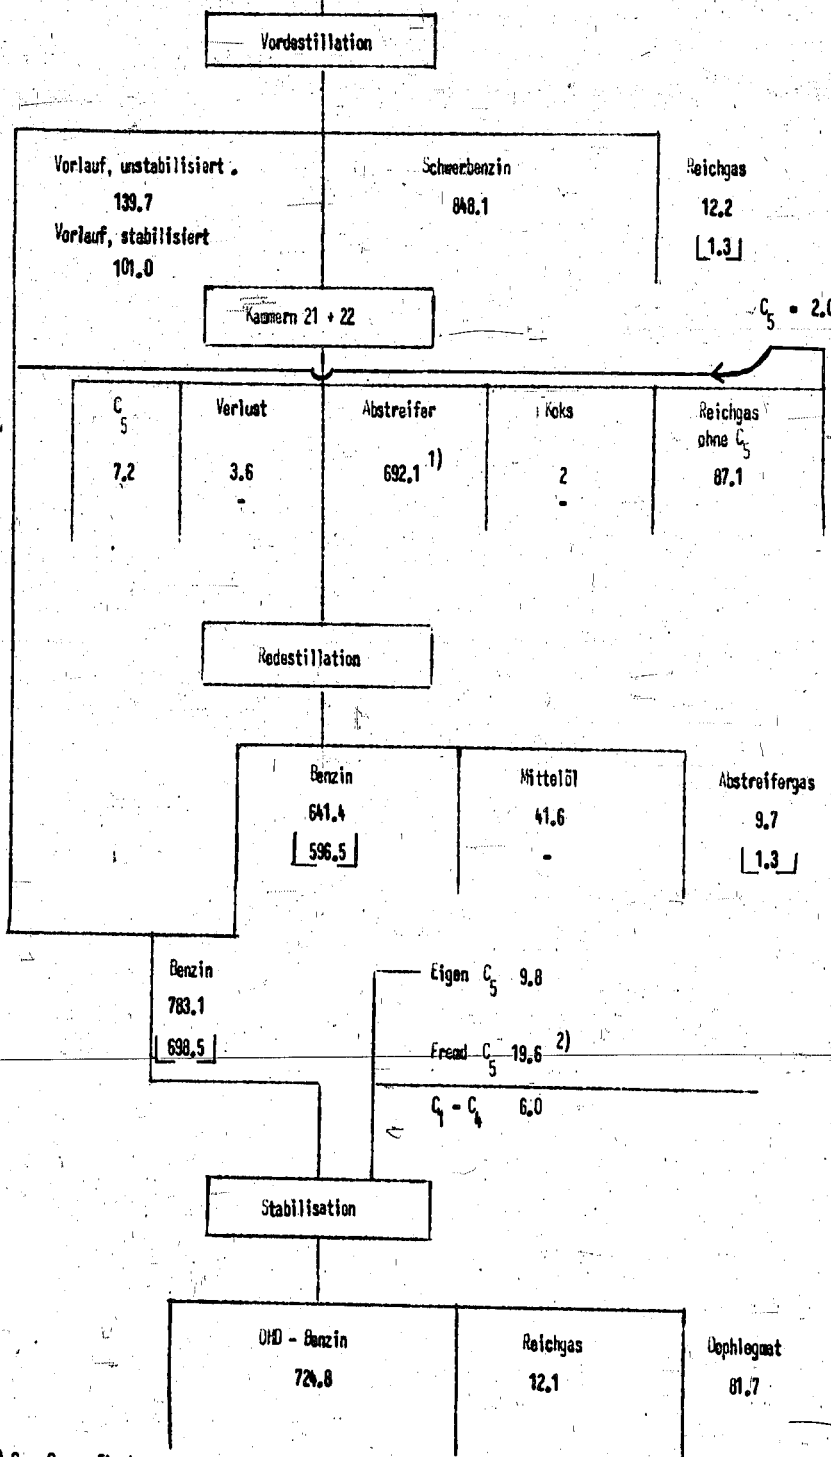 Vordestillation
Vorlauf, unstabilisiert. Schwerbenzin Reichgas
139.7 848.1 12.2
Vorlauf, stabilisiert 1.3
101.0
Kammern 21 + 22
C5 = 2.0
C5 Verlust Abstreifer Koks Reichgas
ohne C5
7.2 3.6 692.1 1) 2 87.1
- -
Redestillation
Benzin Mittelöl Abstreifergas
641.4 41.6 9.7
596.5 - 1.3
Benzin Eigen C5 9.8
783.1
698.5 Fremd C5 19.6 2)
C1 - C4 6.0
Stabilisation
DHD - Benzin Reichgas Dephlegmat
724.8 12.1 81.7